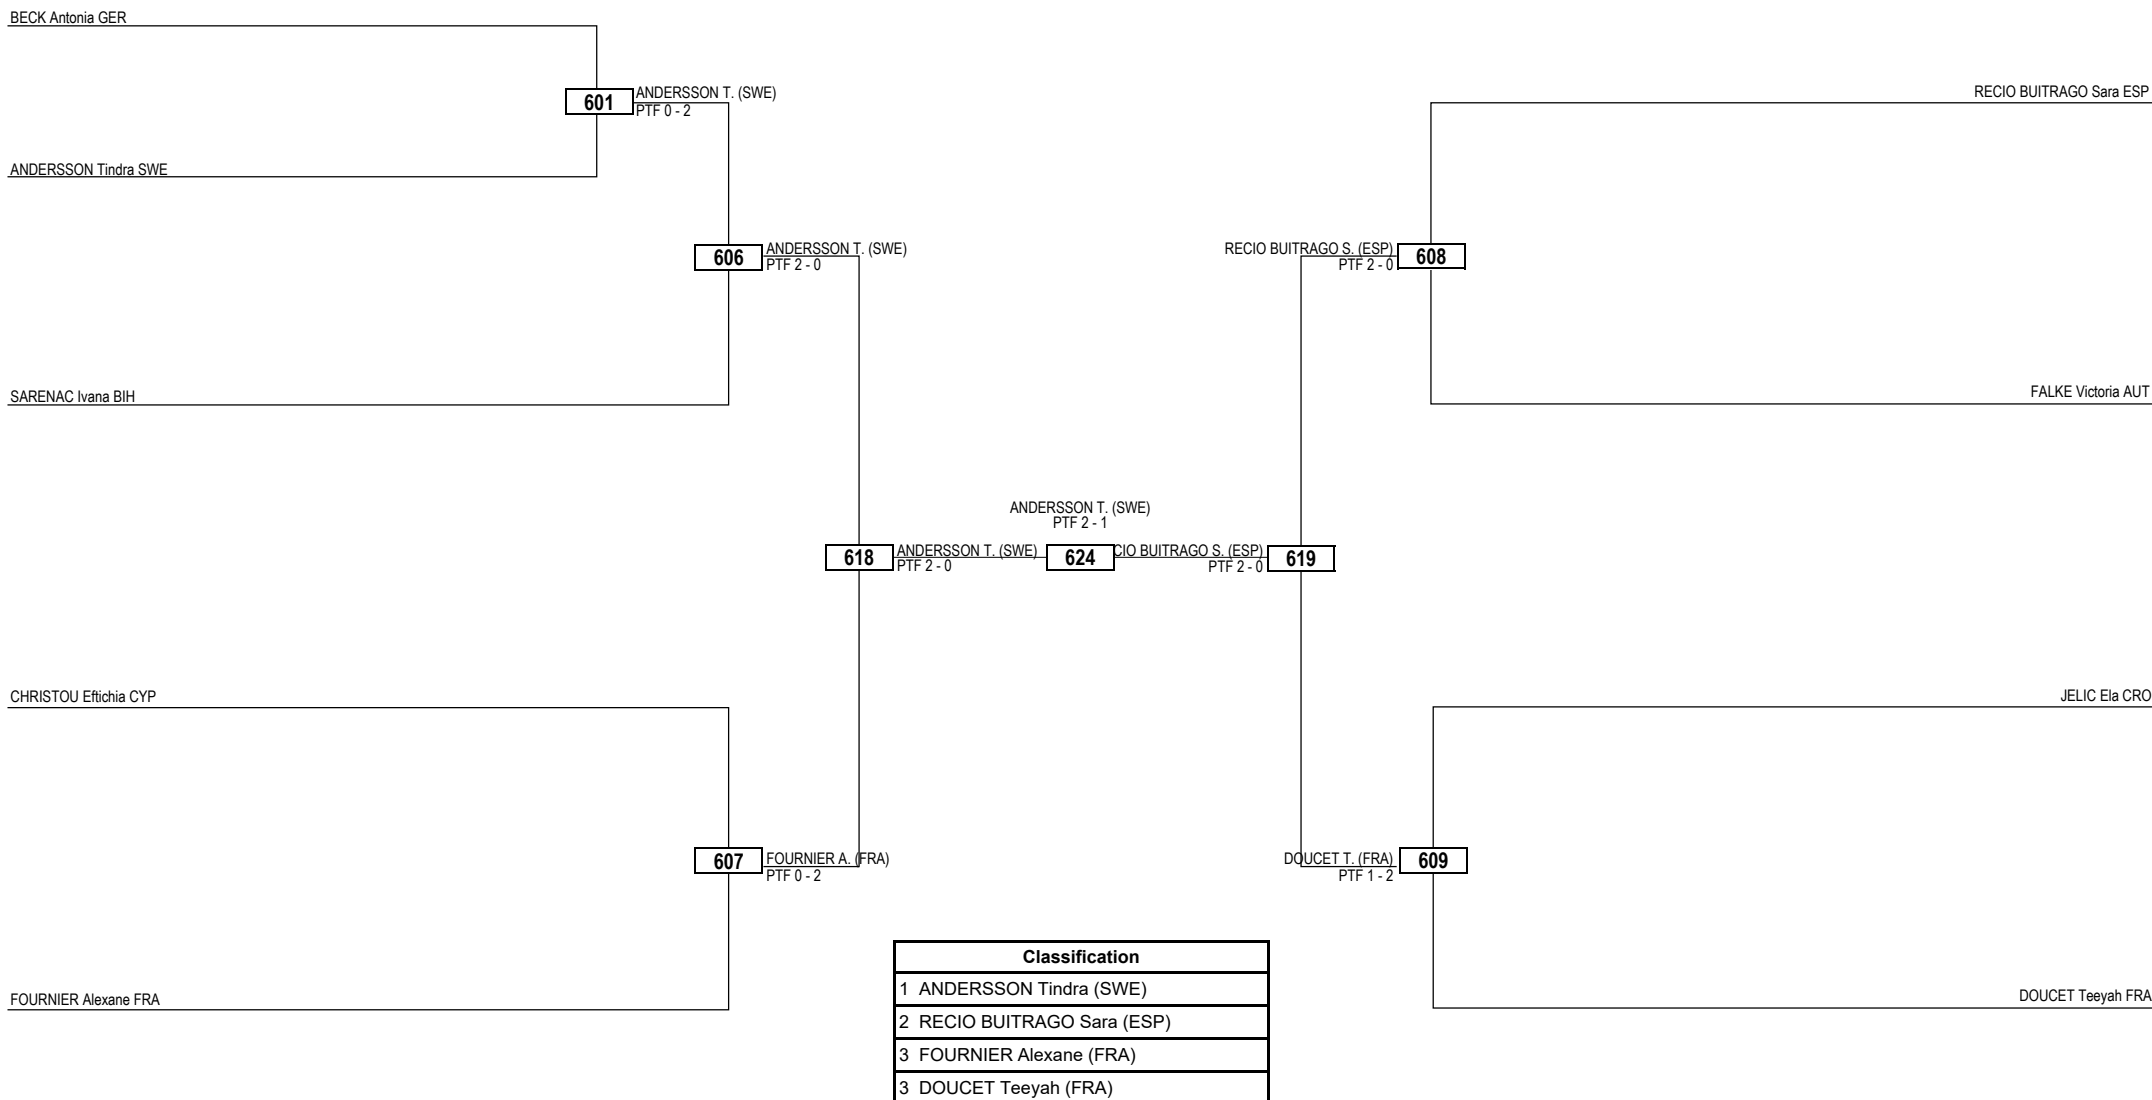 BECK Antonia GER
601
ANDERSSON T. (SWE)
PTF 0 - 2
ANDERSSON Tindra SWE
606
ANDERSSON T. (SWE)
PTF 2 - 0
SARENAC Ivana BIH
618
ANDERSSON T. (SWE)
PTF 2 - 0
CHRISTOU Eftichia CYP
607
FOURNIER A. (FRA)
PTF 0 - 2
FOURNIER Alexane FRA
ANDERSSON T. (SWE)
PTF 2 - 1
624
RECIO BUITRAGO Sara ESP
RECIO BUITRAGO S. (ESP)
PTF 2 - 0
608
FALKE Victoria AUT
CIO BUITRAGO S. (ESP)
PTF 2 - 0
619
JELIC Ela CRO
DOUCET T. (FRA)
PTF 1 - 2
609
DOUCET Teeyah FRA
Classification
1 ANDERSSON Tindra (SWE)
2 RECIO BUITRAGO Sara (ESP)
3 FOURNIER Alexane (FRA)
3 DOUCET Teeyah (FRA)